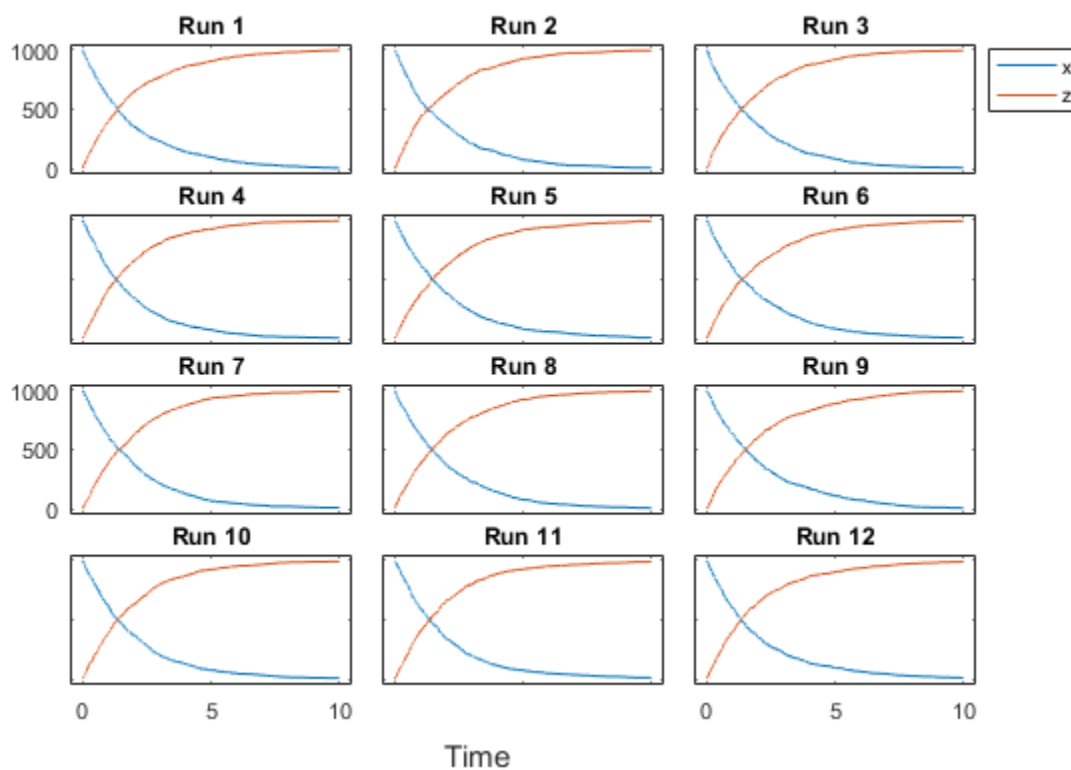 Run 1
Run 2
Run 3
1000
500
0
x
z
Run 4
Run 5
Run 6
Run 7
Run 8
Run 9
1000
500
0
Run 10
Run 11
Run 12
0 5 10
0 5 10
Time